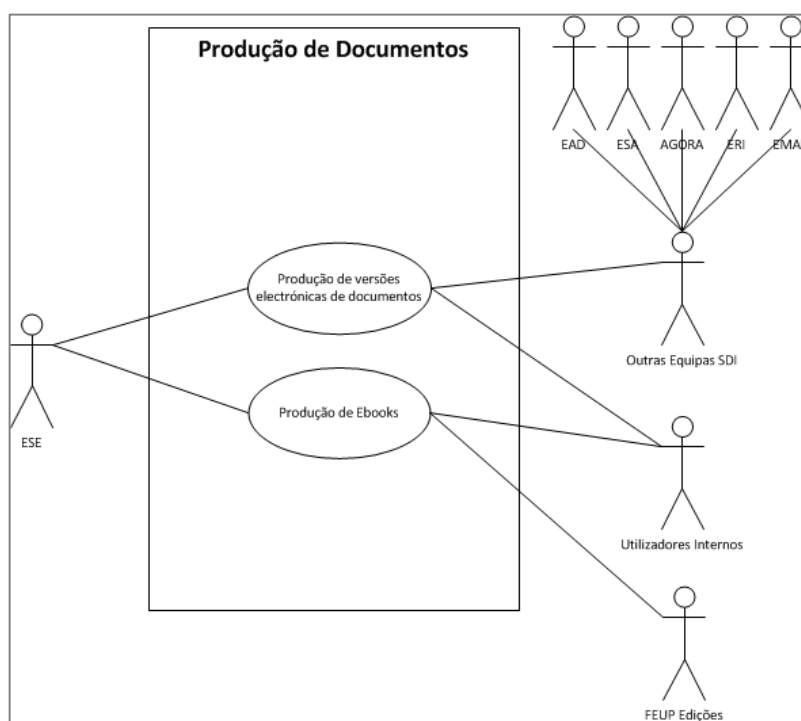 Produção de Documentos
EAD
ESA
AGORA
ERI
EMA
Produção de versões
electrónicas de documentos
Outras Equipas SDI
ESE
Produção de Ebooks
Utilizadores Internos
FEUP Edições